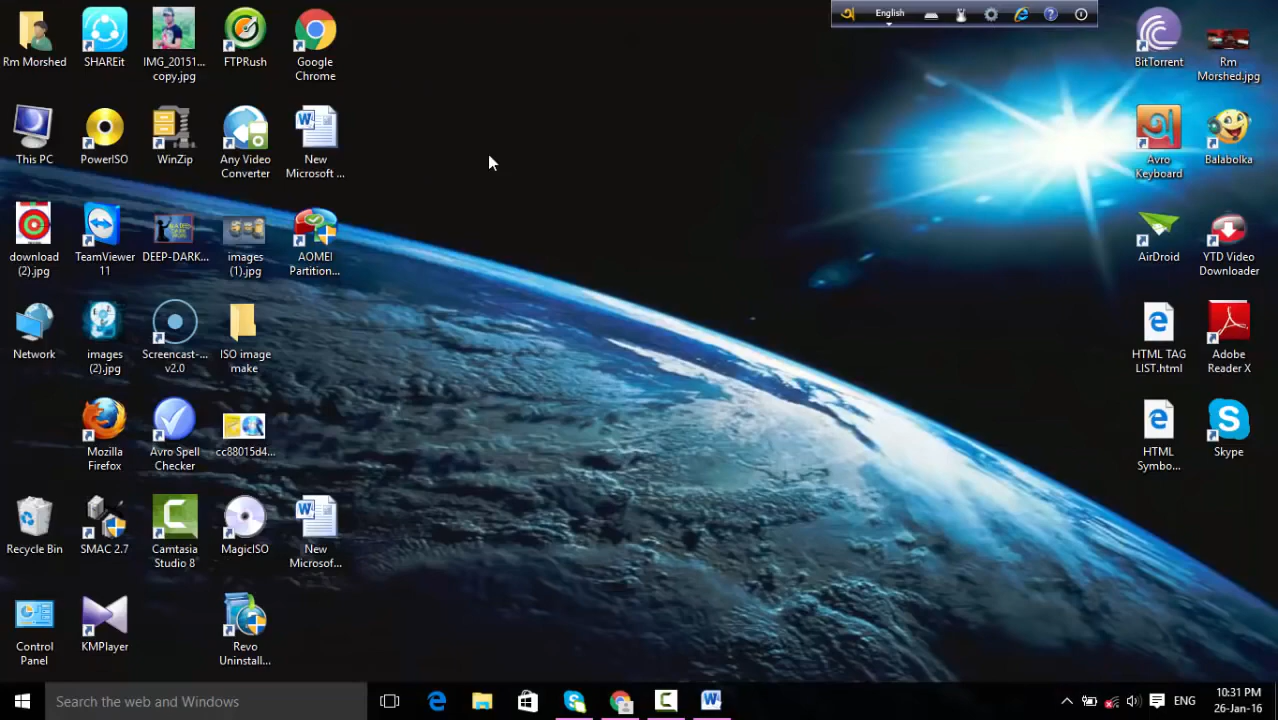 অ English
Rm Morshed
SHAREit
IMG_20151...
copy.jpg
FTPRush
Google
Chrome
BitTorrent
Rm
Morshed.jpg
This PC
PowerISO
WinZip
Any Video
Converter
New
Microsoft ...
Avro
Keyboard
Balabolka
download
(2).jpg
TeamViewer
11
DEEP-DARK...
images
(1).jpg
AOMEI
Partition...
AirDroid
YTD Video
Downloader
Network
images
(2).jpg
Screencast-...
v2.0
ISO image
make
HTML TAG
LIST.html
Adobe
Reader X
Mozilla
Firefox
Avro Spell
Checker
cc88015d4...
HTML
Symbo...
Skype
Recycle Bin
SMAC 2.7
Camtasia
Studio 8
MagicISO
New
Microsof...
Control
Panel
KMPlayer
Revo
Uninstall...
Search the web and Windows
ENG
10:31 PM
26-Jan-16